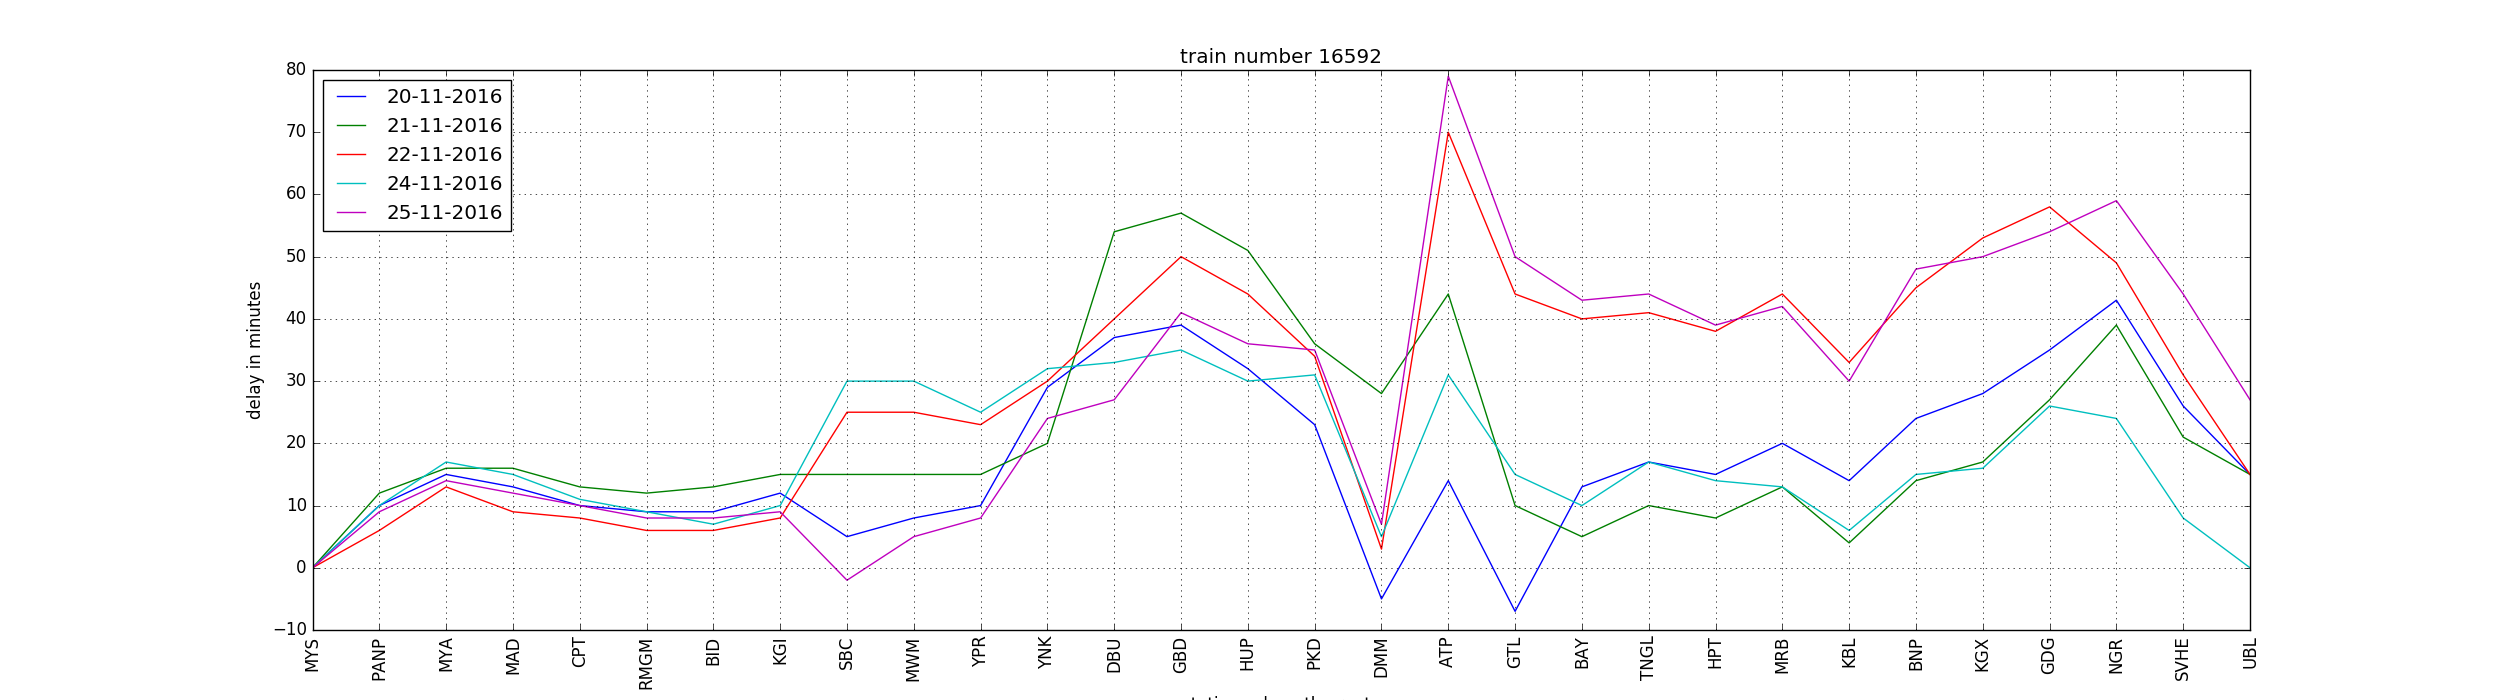 train number 16592
80
70
60
50
40
30
20
10
0
−10
delay in minutes
20-11-2016
21-11-2016
22-11-2016
24-11-2016
25-11-2016
MYS
PANP
MYA
MAD
CPT
RMGM
BID
KGI
SBC
MWM
YPR
YNK
DBU
GBD
HUP
PKD
DMM
ATP
GTL
BAY
TNGL
HPT
MRB
KBL
BNP
KGX
GDG
NGR
SVHE
UBL